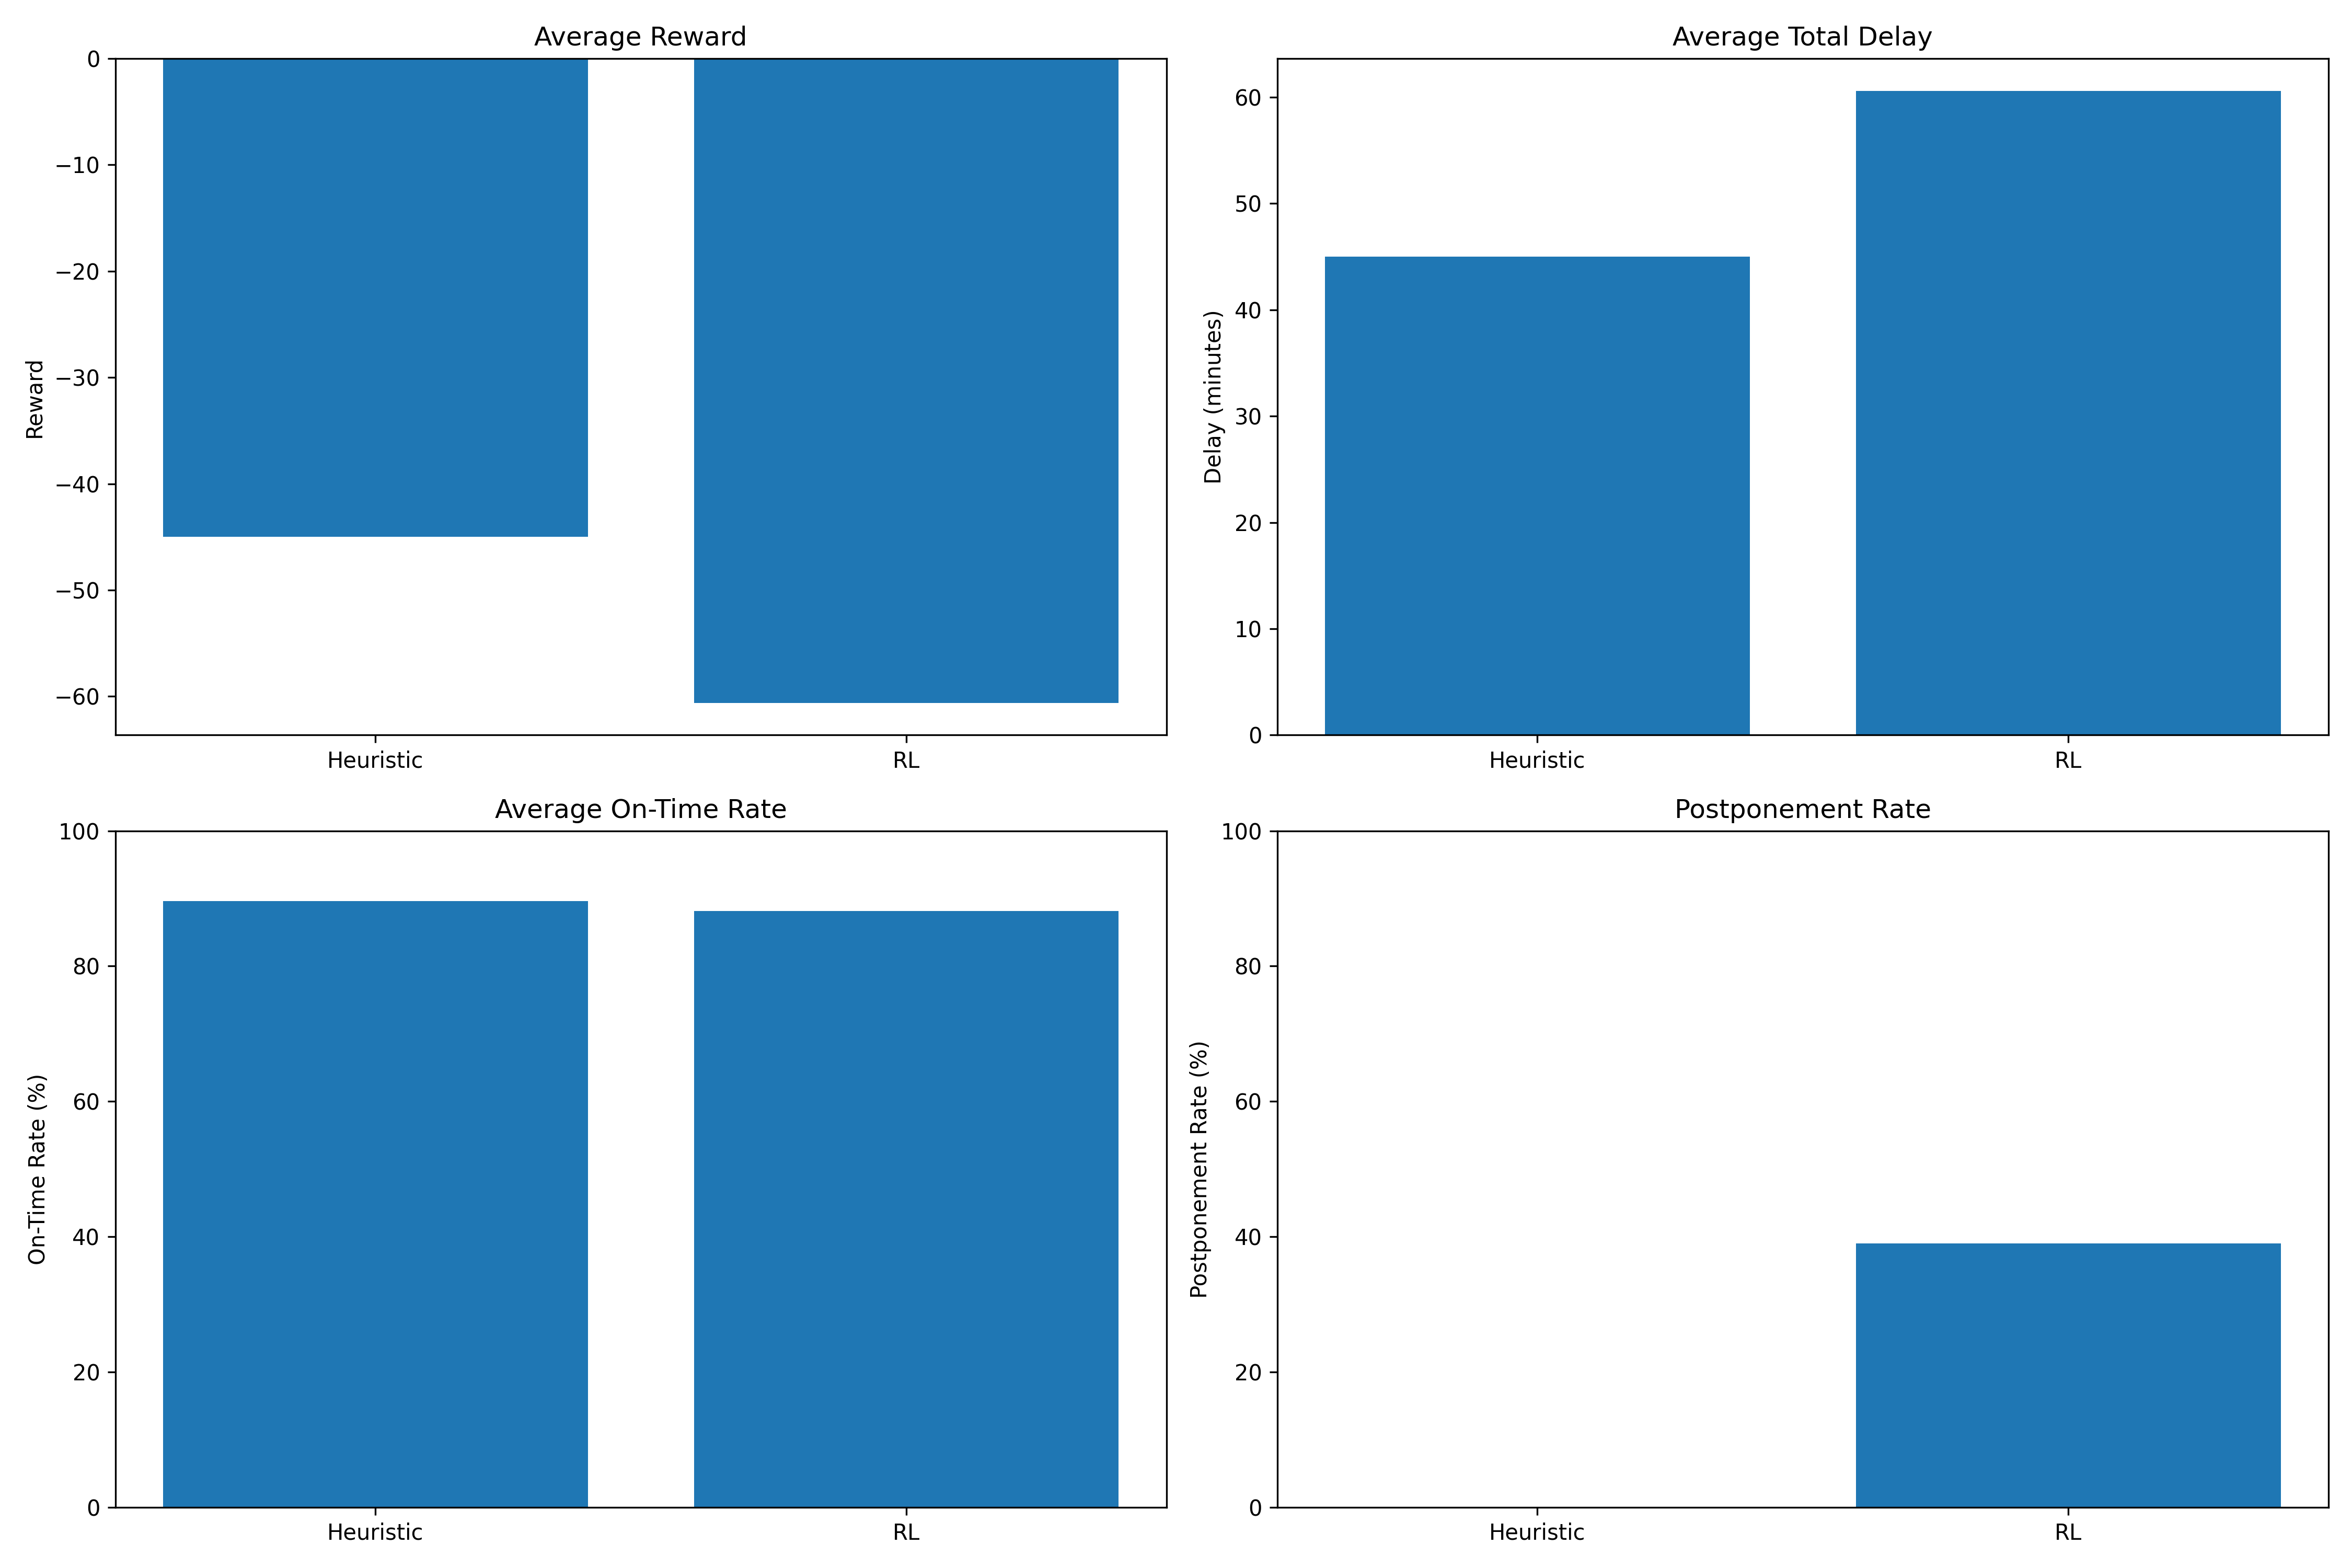 Average Reward
Reward
0
−10
−20
−30
−40
−50
−60
Heuristic
RL
Average Total Delay
Delay (minutes)
60
50
40
30
20
10
0
Heuristic
RL
Average On-Time Rate
On-Time Rate (%)
100
80
60
40
20
0
Heuristic
RL
Postponement Rate
Postponement Rate (%)
100
80
60
40
20
0
Heuristic
RL